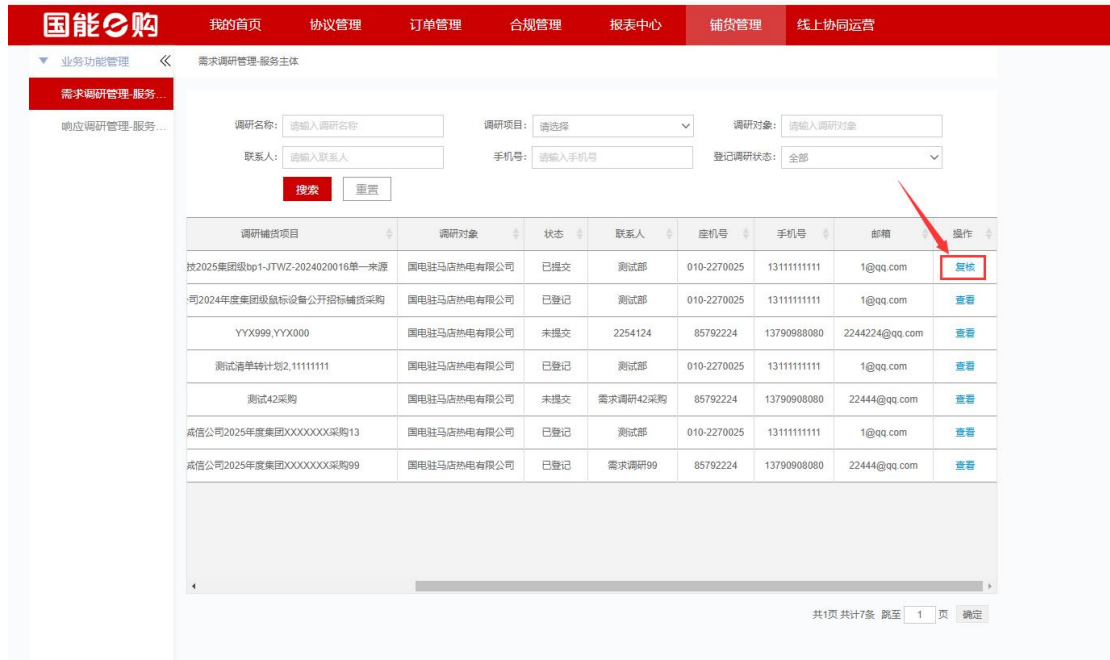 国能e购 我的首页 协议管理 订单管理 合规管理 报表中心 铺货管理 线上协同运营
业务功能管理 需求调研管理-服务主体
需求调研管理-服务...
响应调研管理-服务...
调研名称: 请输入调研名称 调研项目: 请选择 调研对象: 请输入调研对象
联系人: 请输入联系人 手机号: 请输入手机号 登记调研状态: 全部
搜索 重置
调研铺货项目 调研对象 状态 联系人 座机号 手机号 邮箱 操作
技2025集团级bp1-JTWZ-2024020016单一来源 国电驻马店热电有限公司 已提交 测试部 010-2270025 13111111111 1@qq.com 复核
司2024年度集团级鼠标设备公开招标铺货采购 国电驻马店热电有限公司 已登记 测试部 010-2270025 13111111111 1@qq.com 查看
YYX999,YYX000 国电驻马店热电有限公司 未提交 2254124 85792224 13790988080 2244224@qq.com 查看
测试清单转计划2,11111111 国电驻马店热电有限公司 已登记 测试部 010-2270025 13111111111 1@qq.com 查看
测试42采购 国电驻马店热电有限公司 未提交 需求调研42采购 85792224 13790908080 22444@qq.com 查看
诚信公司2025年度集团XXXXXXX采购13 国电驻马店热电有限公司 已登记 测试部 010-2270025 13111111111 1@qq.com 查看
诚信公司2025年度集团XXXXXXX采购99 国电驻马店热电有限公司 已登记 需求调研99 85792224 13790908080 22444@qq.com 查看
共1页 共计7条 跳至 1 页 确定